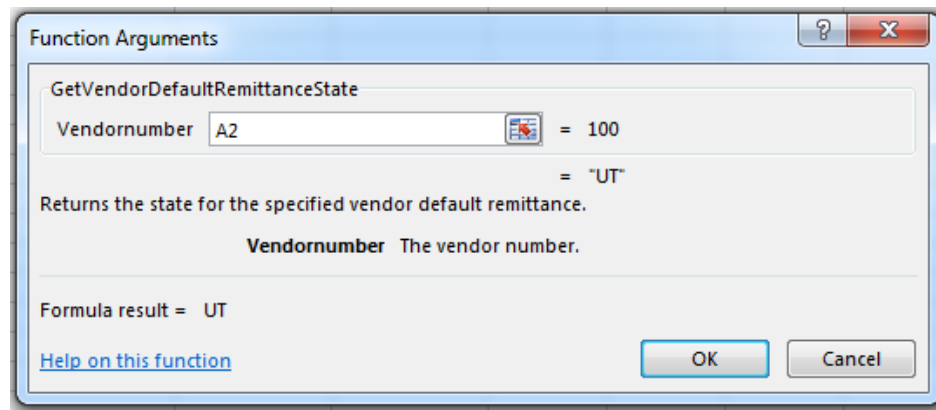 Function Arguments
?
X
GetVendorDefaultRemittanceState
Vendornumber A2 = 100
= "UT"
Returns the state for the specified vendor default remittance.
Vendornumber The vendor number.
Formula result = UT
Help on this function
OK Cancel